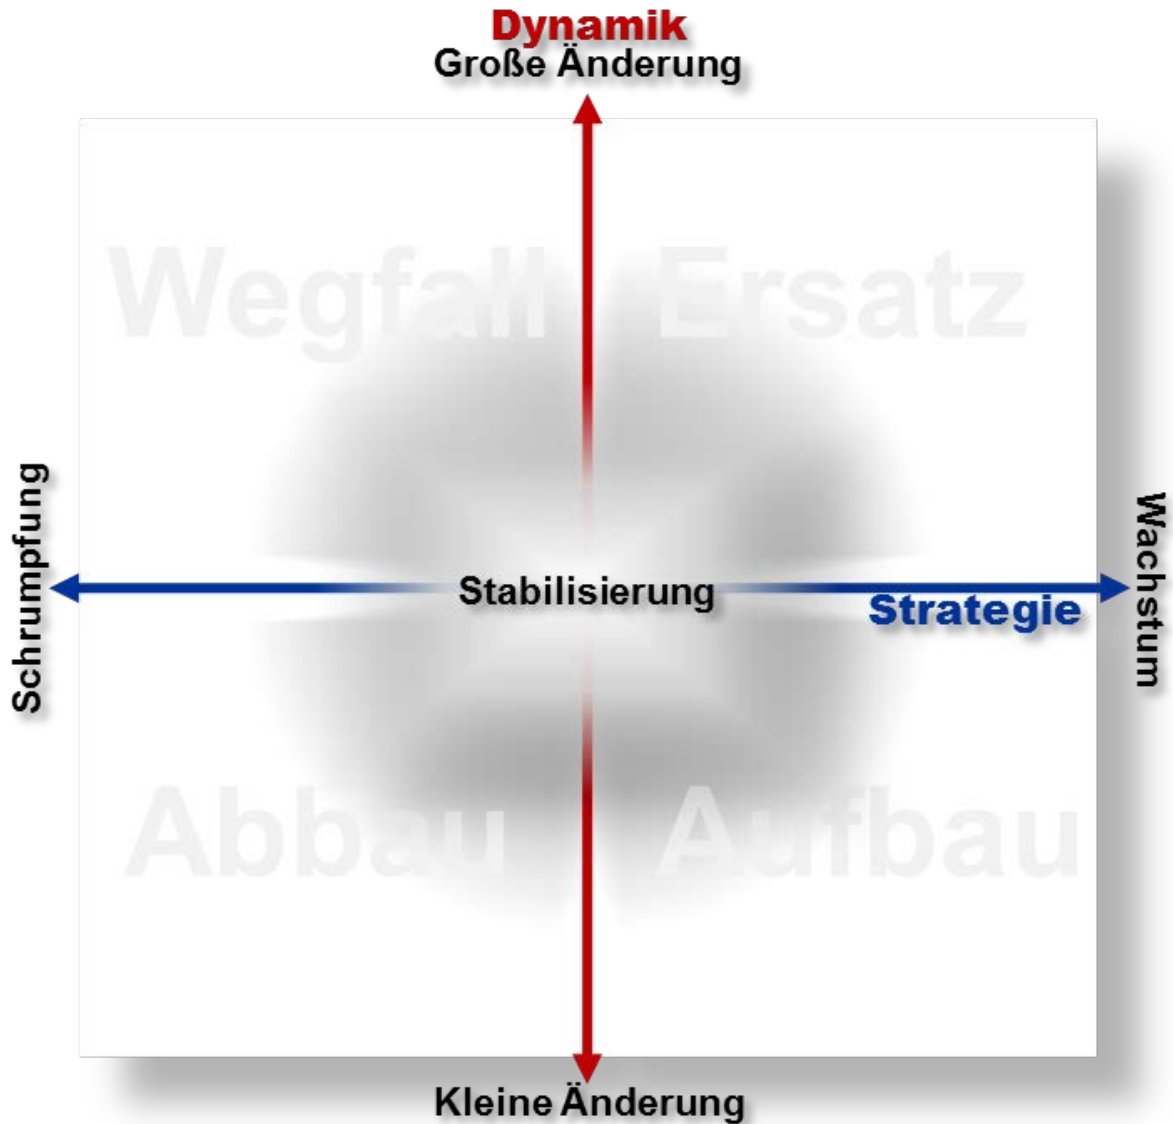 Dynamik
Große Änderung
Wegfall
Ersatz
Schrumpfung
Stabilisierung
Strategie
Wachstum
Abbau
Aufbau
Kleine Änderung